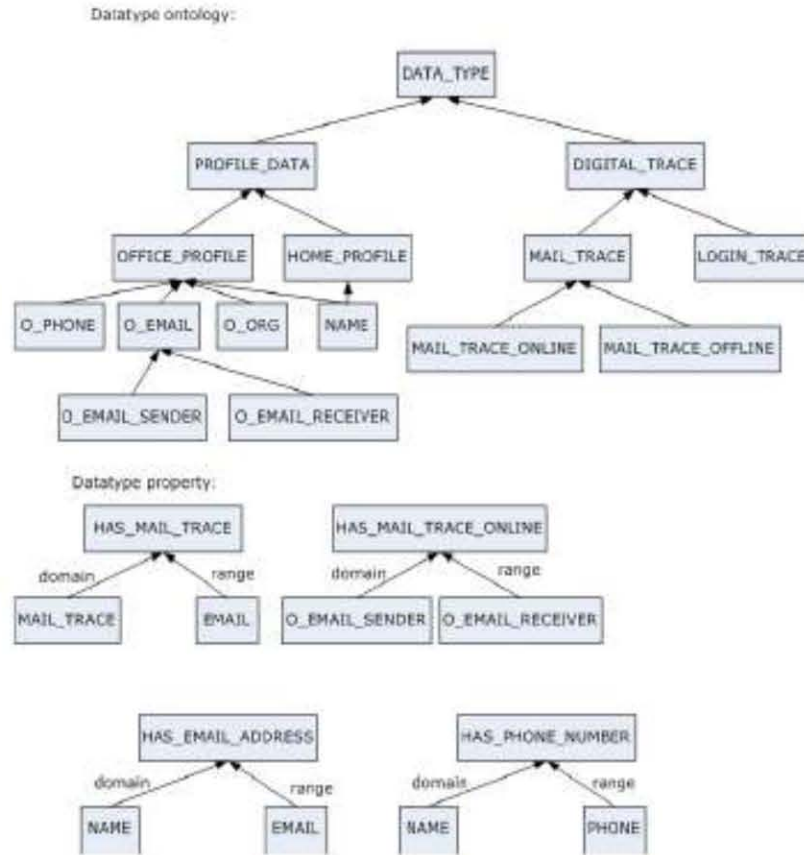 Datatype ontology:
DATA_TYPE
PROFILE_DATA
DIGITAL_TRACE
OFFICE_PROFILE
HOME_PROFILE
MAIL_TRACE
LOGIN_TRACE
O_PHONE
O_EMAIL
O_ORG
NAME
MAIL_TRACE_ONLINE
MAIL_TRACE_OFFLINE
O_EMAIL_SENDER
O_EMAIL_RECEIVER
Datatype property:
HAS_MAIL_TRACE
HAS_MAIL_TRACE_ONLINE
domain
range
domain
range
MAIL_TRACE
EMAIL
O_EMAIL_SENDER
O_EMAIL_RECEIVER
HAS_EMAIL_ADDRESS
HAS_PHONE_NUMBER
domain
range
domain
range
NAME
EMAIL
NAME
PHONE